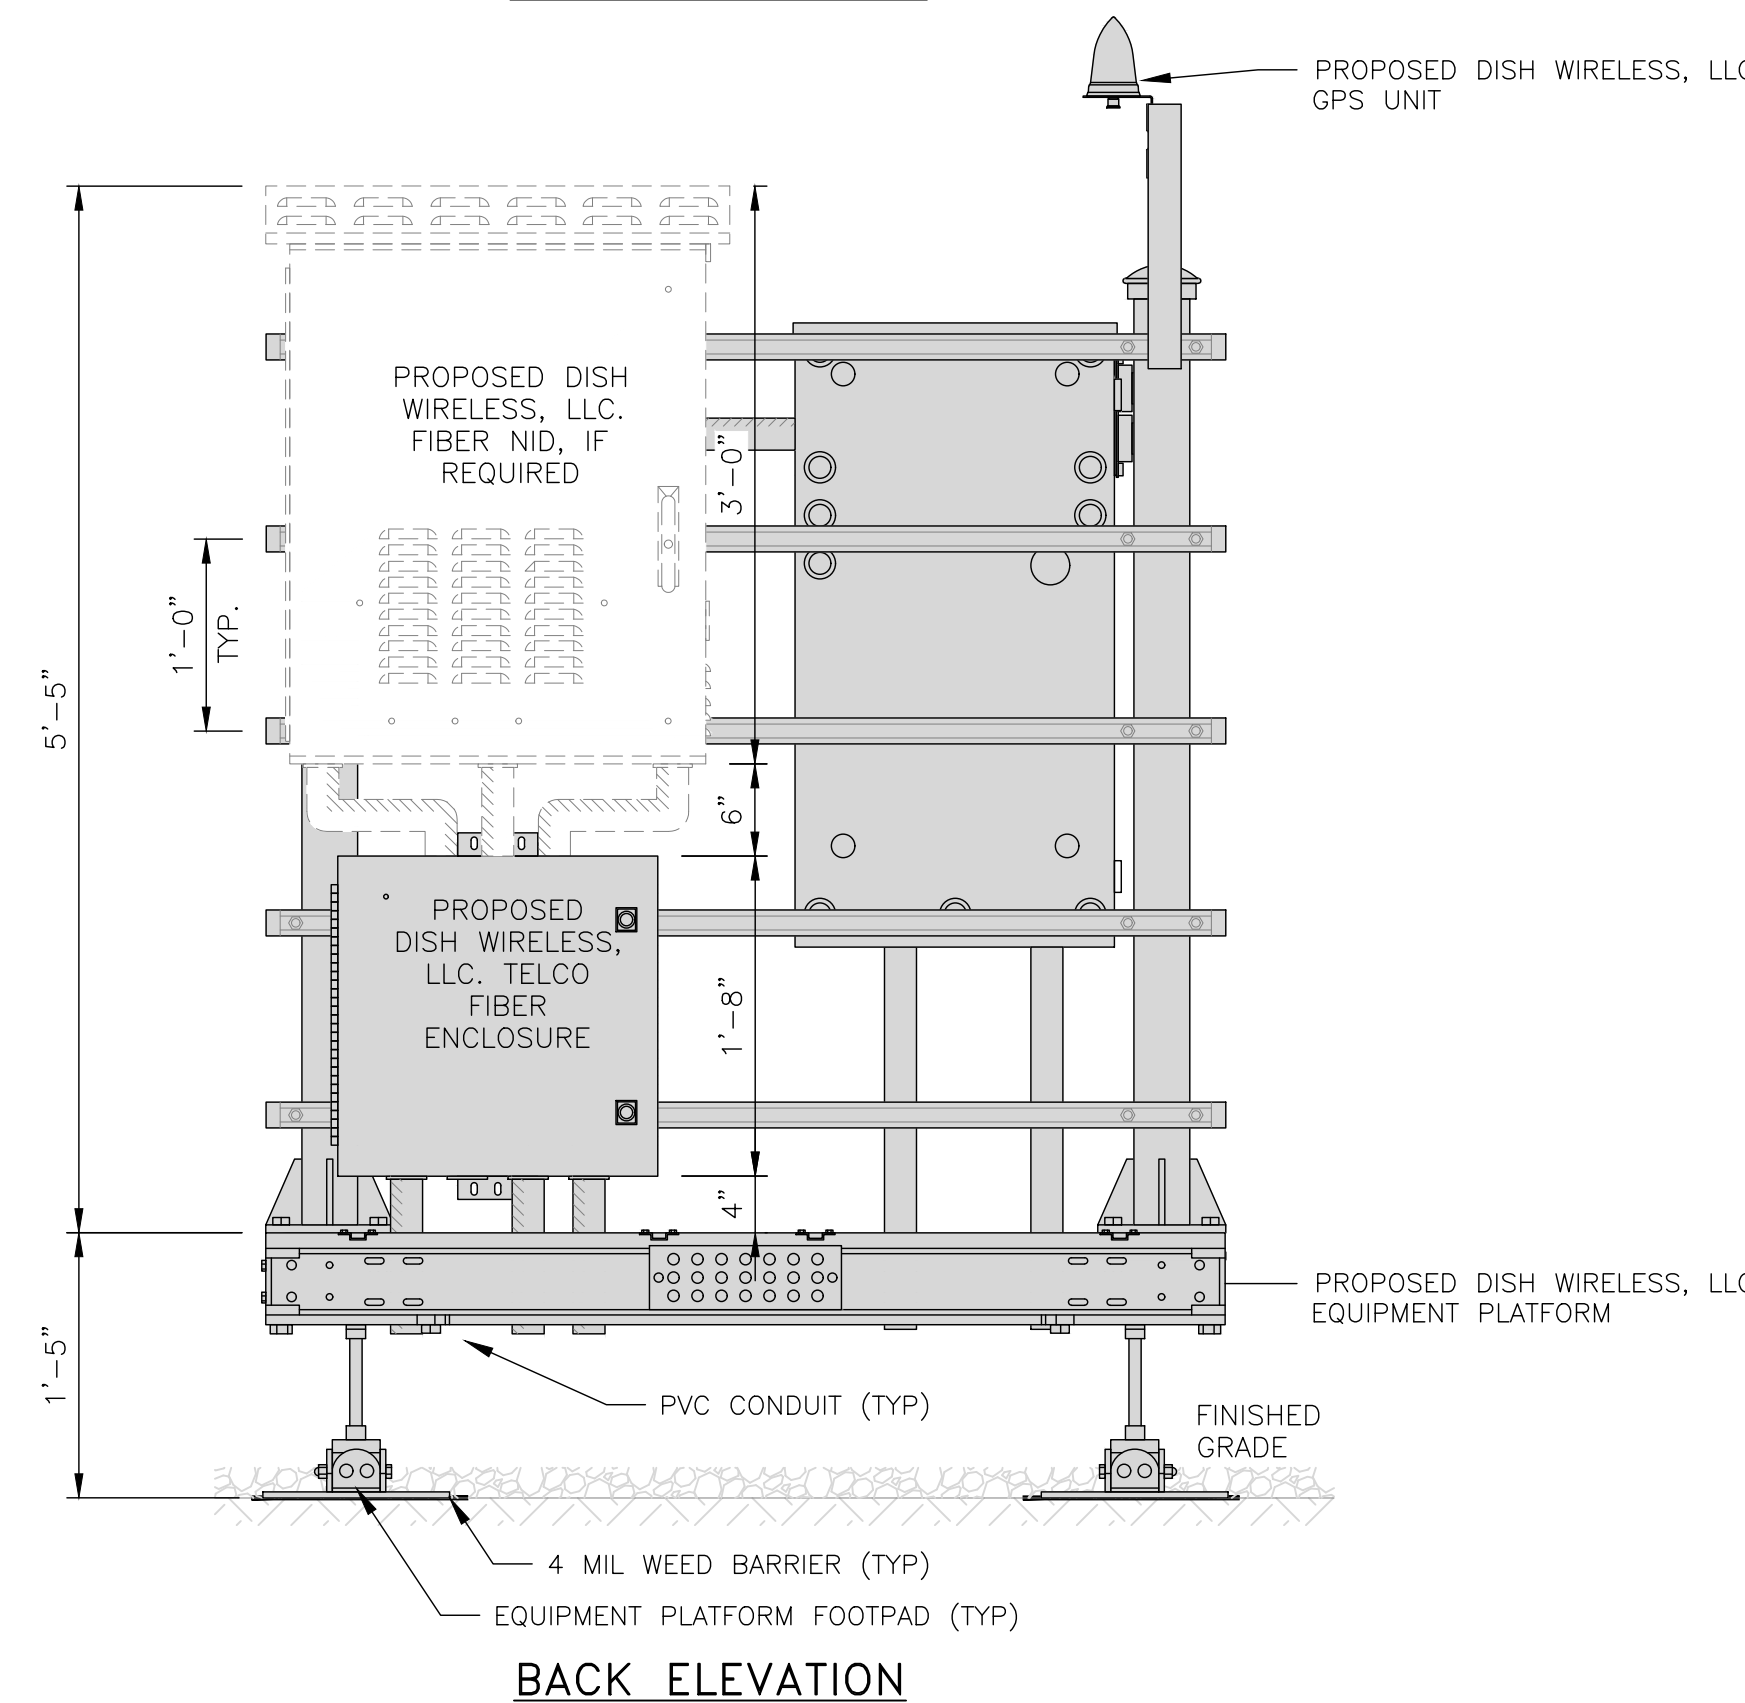 PROPOSED DISH WIRELESS, LLC
GPS UNIT
PROPOSED DISH
WIRELESS, LLC.
FIBER NID, IF
REQUIRED
3'-0"
1'-0"
TYP.
5'-5"
6"
PROPOSED
DISH WIRELESS,
LLC. TELCO
FIBER
ENCLOSURE
1'-8"
4"
PROPOSED DISH WIRELESS, LLC
EQUIPMENT PLATFORM
1'-5"
PVC CONDUIT (TYP)
FINISHED
GRADE
4 MIL WEED BARRIER (TYP)
EQUIPMENT PLATFORM FOOTPAD (TYP)
BACK ELEVATION